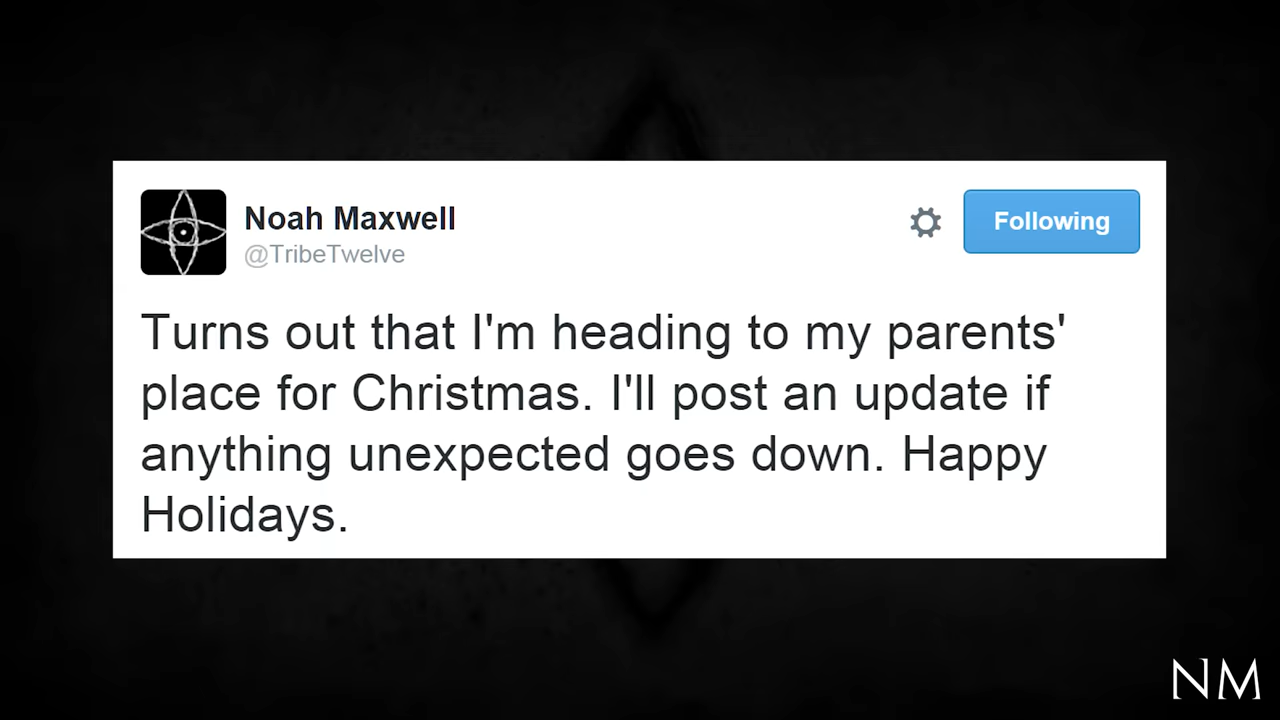 Noah Maxwell
@TribeTwelve
Following
Turns out that I'm heading to my parents'
place for Christmas. I'll post an update if
anything unexpected goes down. Happy
Holidays.
NM